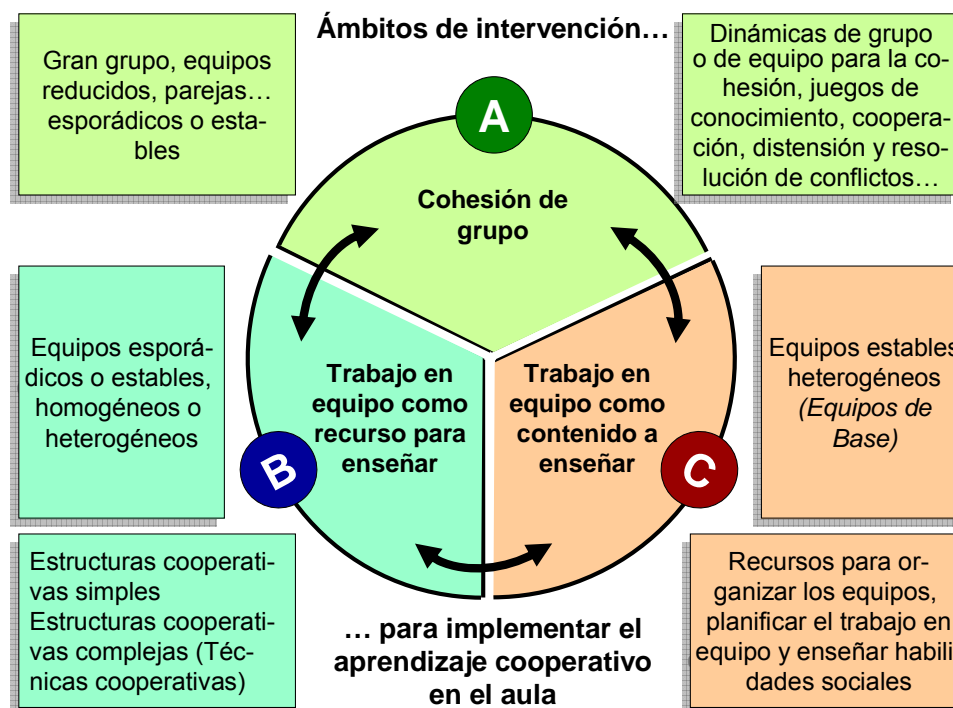 Ámbitos de intervención…
Gran grupo, equipos
reducidos, parejas…
esporádicos o esta-
bles
Dinámicas de grupo
o de equipo para la co-
hesión, juegos de
conocimiento, coopera-
ción, distensión y reso-
lución de conflictos…
A
Cohesión de
grupo
Equipos esporá-
dicos o estables,
homogéneos o
heterogéneos
Trabajo en
equipo como
recurso para
enseñar
B
Trabajo en
equipo como
contenido a
enseñar
C
Equipos estables
heterogéneos
(Equipos de
Base)
Estructuras cooperati-
vas simples
Estructuras cooperati-
vas complejas (Téc-
nicas cooperativas)
… para implementar el
aprendizaje cooperativo
en el aula
Recursos para or-
ganizar los equipos,
planificar el trabajo en
equipo y enseñar habili
dades sociales